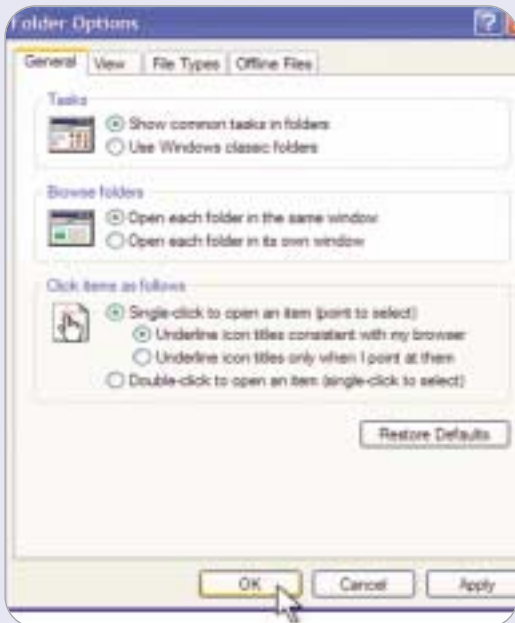 Folder Options
General View File Types Offline Files
Tasks
Show common tasks in folders
Use Windows classic folders
Browse folders
Open each folder in the same window
Open each folder in its own window
Click items as follows
Single-click to open an item (point to select)
Underline icon titles consistent with my browser
Underline icon titles only when I point at them
Double-click to open an item (single-click to select)
Restore Defaults
OK Cancel Apply